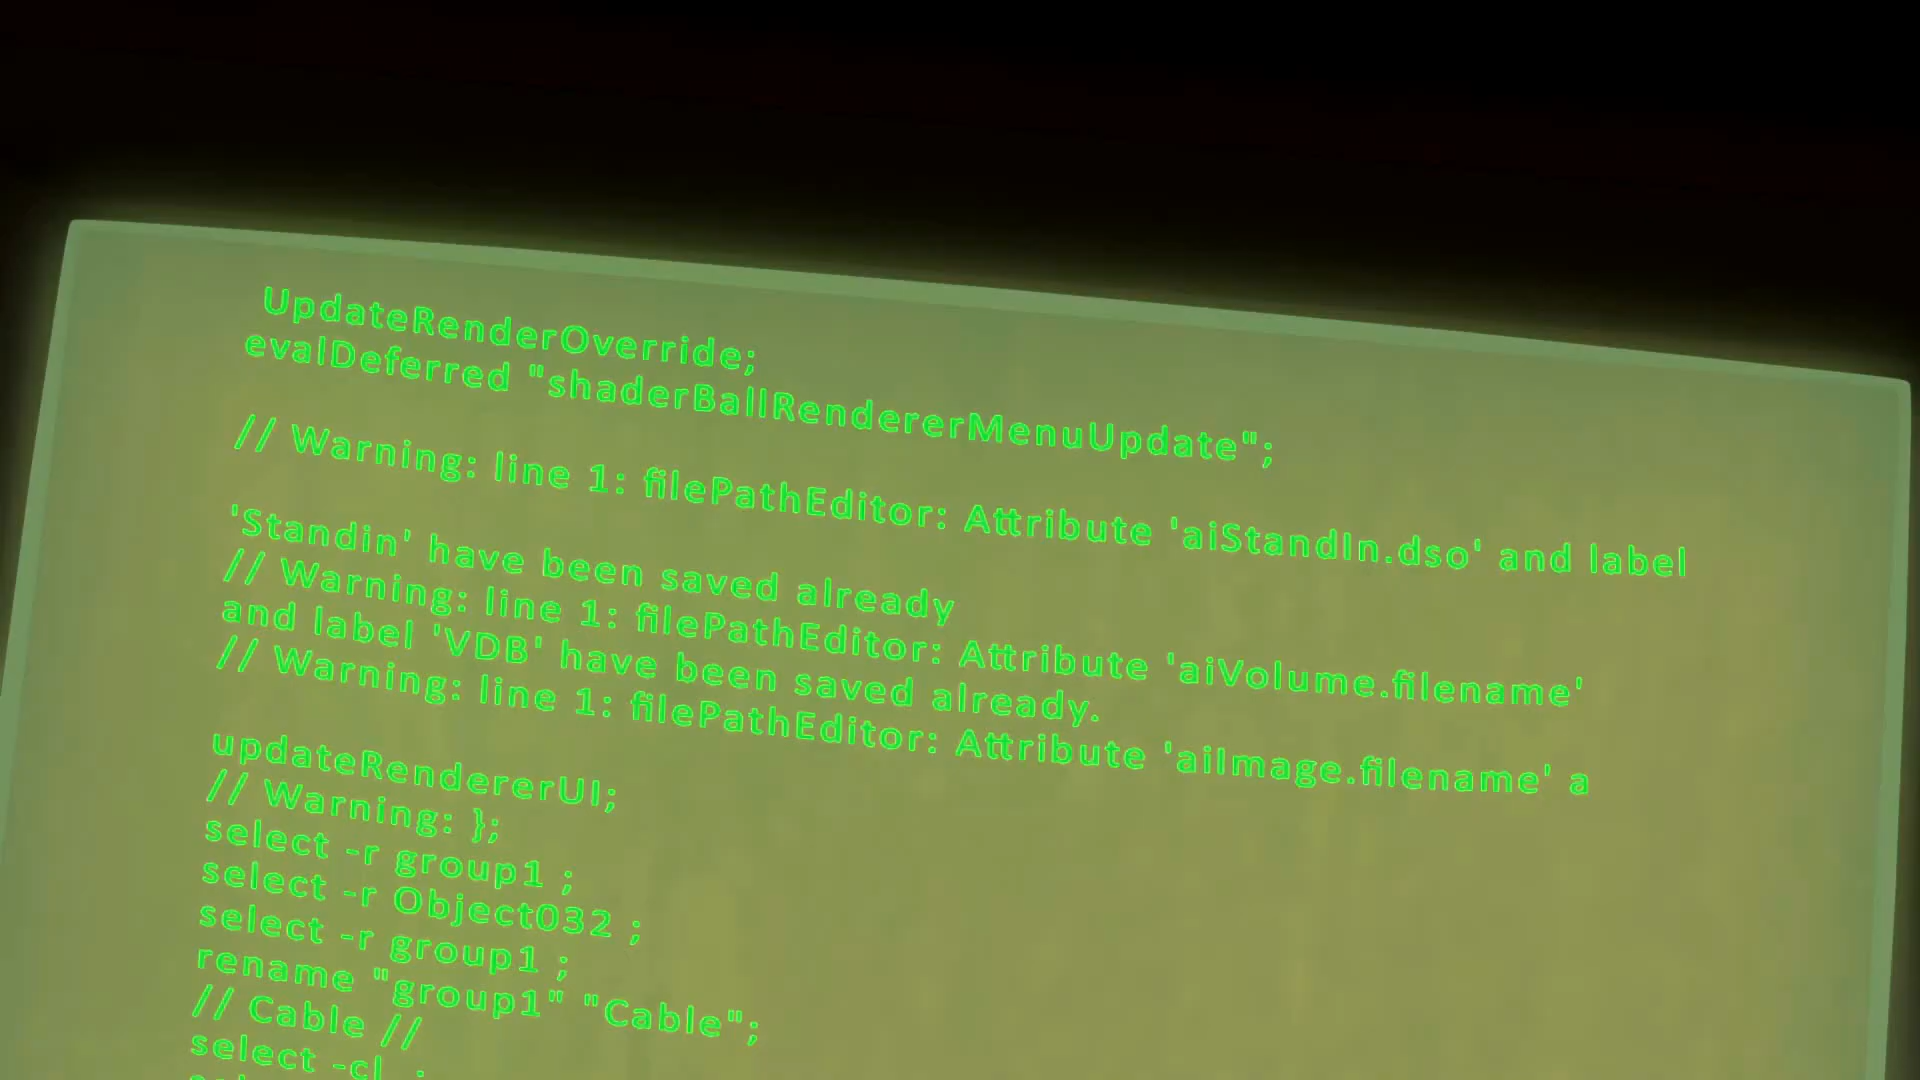 UpdateRenderOverride;
evalDeferred "shaderBallRendererMenuUpdate";
// Warning: line 1: filePathEditor: Attribute 'aiStandIn.dso' and label
'Standin' have been saved already
// Warning: line 1: filePathEditor: Attribute 'aiVolume.filename'
and label 'VDB' have been saved already.
// Warning: line 1: filePathEditor: Attribute 'aiImage.filename' a
updateRendererUI;
// Warning: };
select -r group1 ;
select -r Object032 ;
select -r group1 ;
rename "group1" "Cable";
// Cable //
select -cl ;